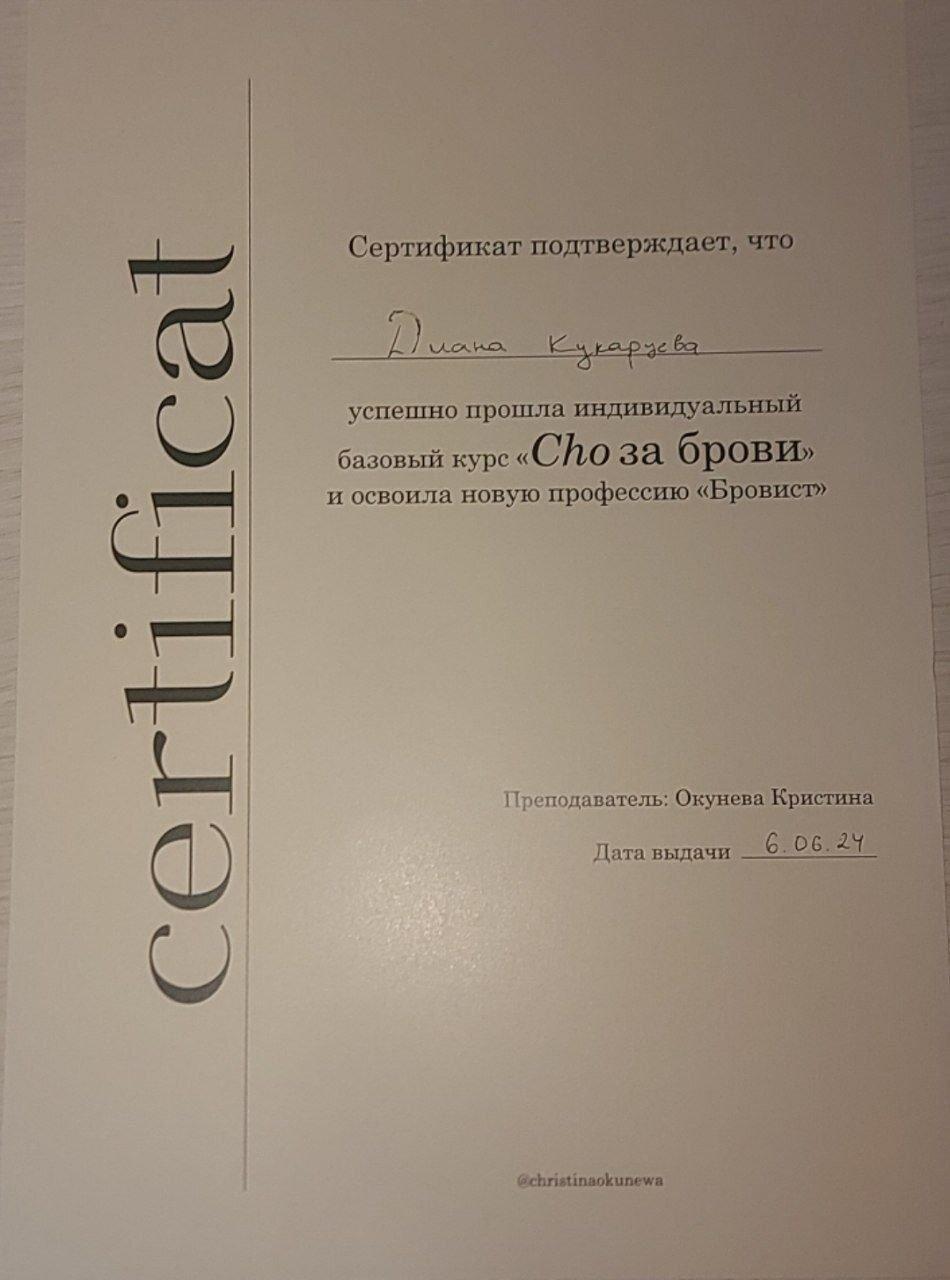 certificat
Сертификат подтверждает, что
Диана Кукаруева
успешно прошла индивидуальный
базовый курс «Cho за брови»
и освоила новую профессию «Бровист»
Преподаватель: Окунева Кристина
Дата выдачи 6.06.24
@christinaokunewa